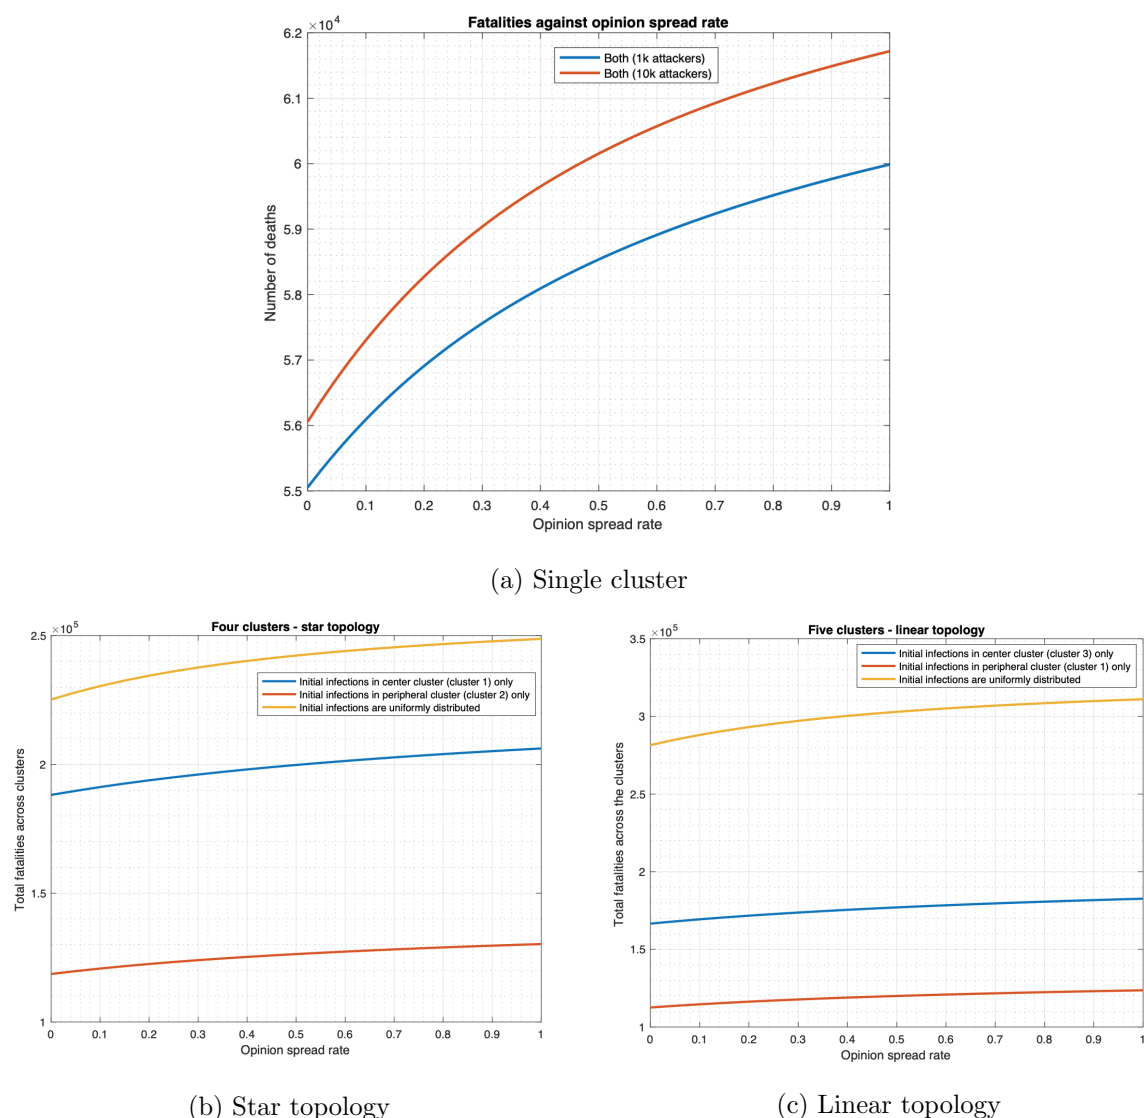 Fatalities against opinion spread rate
×10⁴
6.2
6.1
6
5.9
5.8
5.7
5.6
5.5
Number of deaths
Both (1k attackers)
Both (10k attackers)
0 0.1 0.2 0.3 0.4 0.5 0.6 0.7 0.8 0.9 1
Opinion spread rate
(a) Single cluster
Four clusters - star topology
×10⁵
2.5
2
1.5
1
Total fatalities across clusters
Initial infections in center cluster (cluster 1) only
Initial infections in peripheral cluster (cluster 2) only
Initial infections are uniformly distributed
0 0.1 0.2 0.3 0.4 0.5 0.6 0.7 0.8 0.9 1
Opinion spread rate
(b) Star topology
Five clusters - linear topology
×10⁵
3.5
3
2.5
2
1.5
1
Total fatalities across the clusters
Initial infections in center cluster (cluster 3) only
Initial infections in peripheral cluster (cluster 1) only
Initial infections are uniformly distributed
0 0.1 0.2 0.3 0.4 0.5 0.6 0.7 0.8 0.9 1
Opinion spread rate
(c) Linear topology